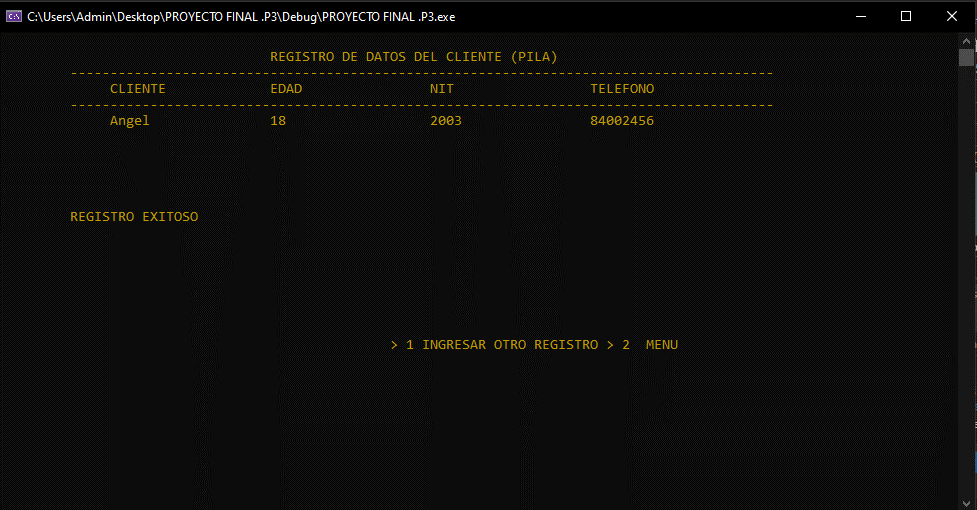 C:\Users\Admin\Desktop\PROYECTO FINAL .P3\Debug\PROYECTO FINAL .P3.exe
REGISTRO DE DATOS DEL CLIENTE (PILA)
----------------------------------------------------------------------------------------
CLIENTE EDAD NIT TELEFONO
----------------------------------------------------------------------------------------
Angel 18 2003 84002456
REGISTRO EXITOSO
> 1 INGRESAR OTRO REGISTRO > 2 MENU